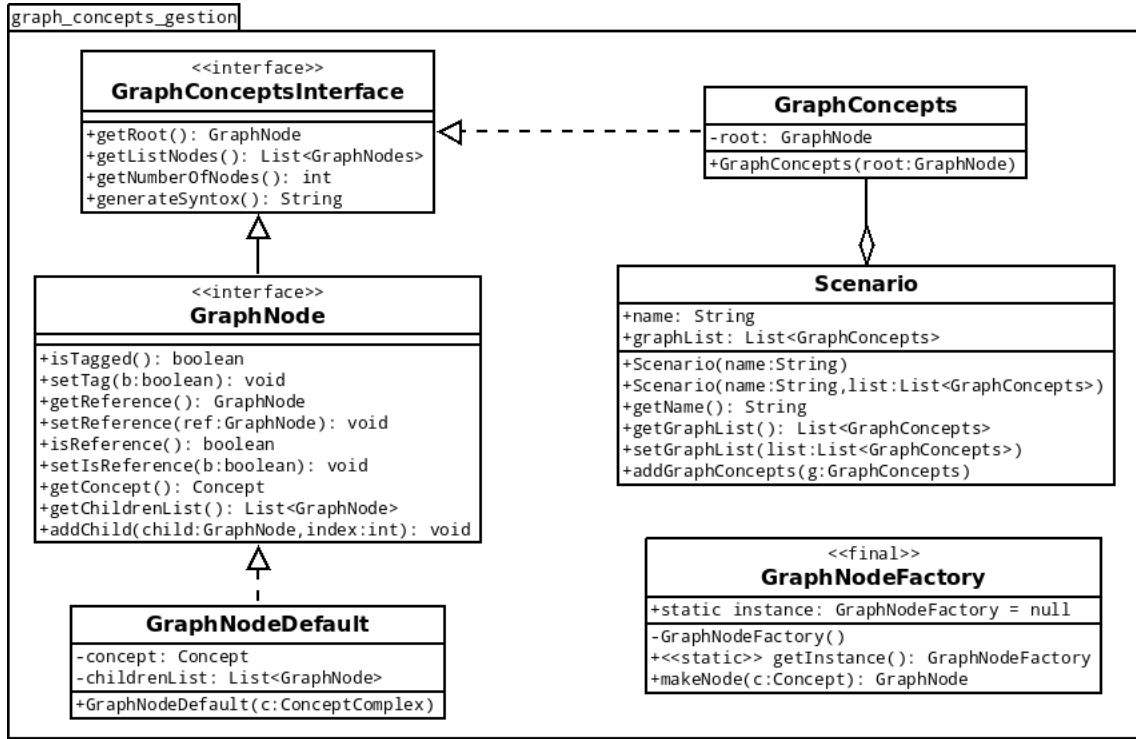 graph_concepts_gestion
<<interface>>
GraphConceptsInterface
+getRoot(): GraphNode
+getListNodes(): List<GraphNodes>
+getNumberOfNodes(): int
+generateSyntox(): String
GraphConcepts
-root: GraphNode
+GraphConcepts(root:GraphNode)
<<interface>>
GraphNode
+isTagged(): boolean
+setTag(b:boolean): void
+getReference(): GraphNode
+setReference(ref:GraphNode): void
+isReference(): boolean
+setIsReference(b:boolean): void
+getConcept(): Concept
+getChildrenList(): List<GraphNode>
+addChild(child:GraphNode,index:int): void
Scenario
+name: String
+graphList: List<GraphConcepts>
+Scenario(name:String)
+Scenario(name:String,list:List<GraphConcepts>)
+getName(): String
+getGraphList(): List<GraphConcepts>
+setGraphList(list:List<GraphConcepts>)
+addGraphConcepts(g:GraphConcepts)
GraphNodeDefault
-concept: Concept
-childrenList: List<GraphNode>
+GraphNodeDefault(c:ConceptComplex)
<<final>>
GraphNodeFactory
+static instance: GraphNodeFactory = null
-GraphNodeFactory()
+<<static>> getInstance(): GraphNodeFactory
+makeNode(c:Concept): GraphNode